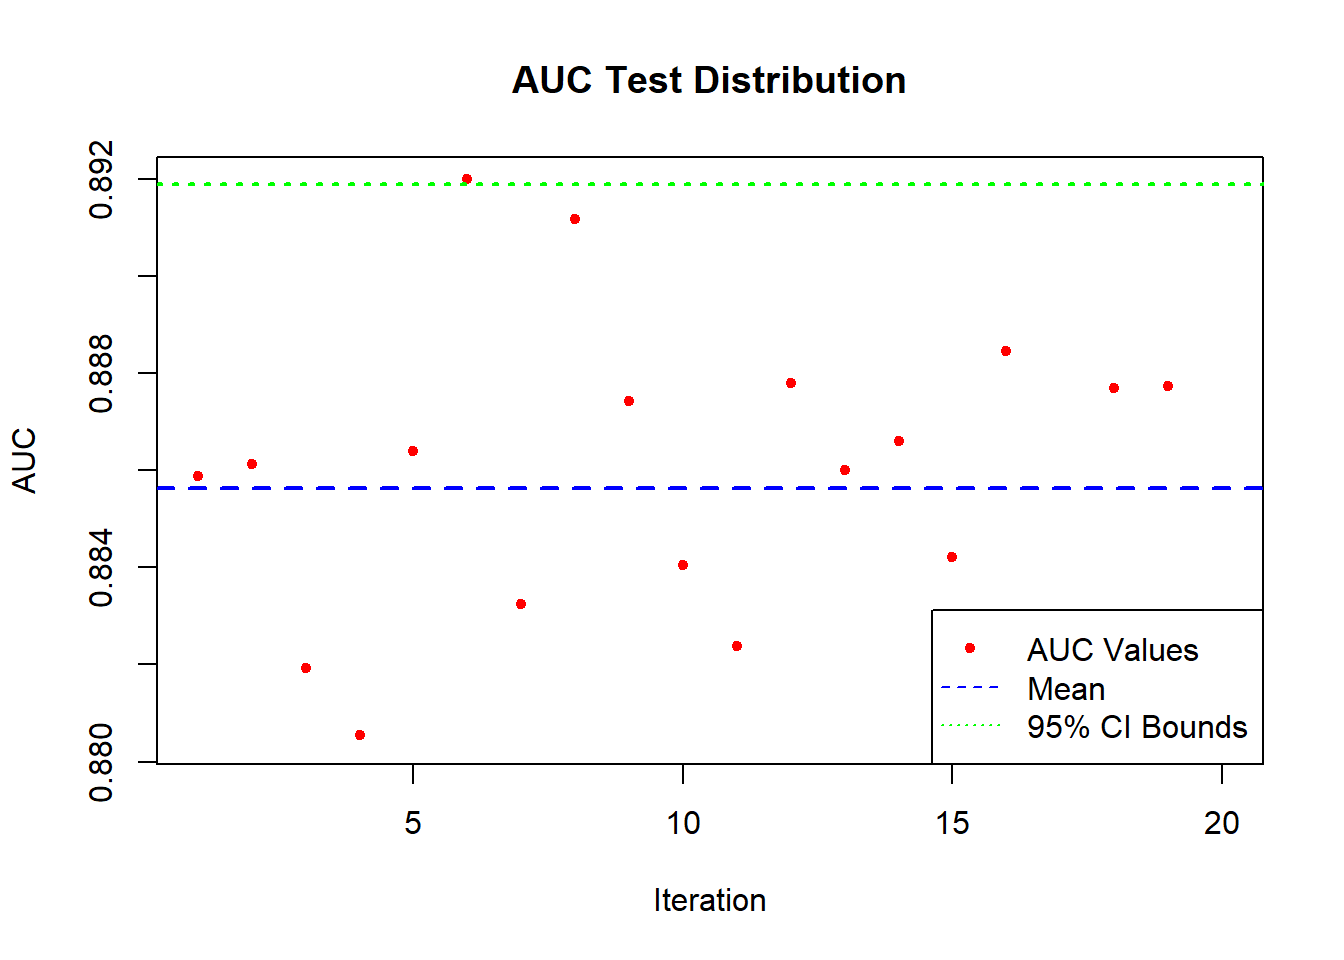 AUC Test Distribution
AUC
0.892
0.888
0.884
0.880
AUC Values
Mean
95% CI Bounds
5
10
15
20
Iteration